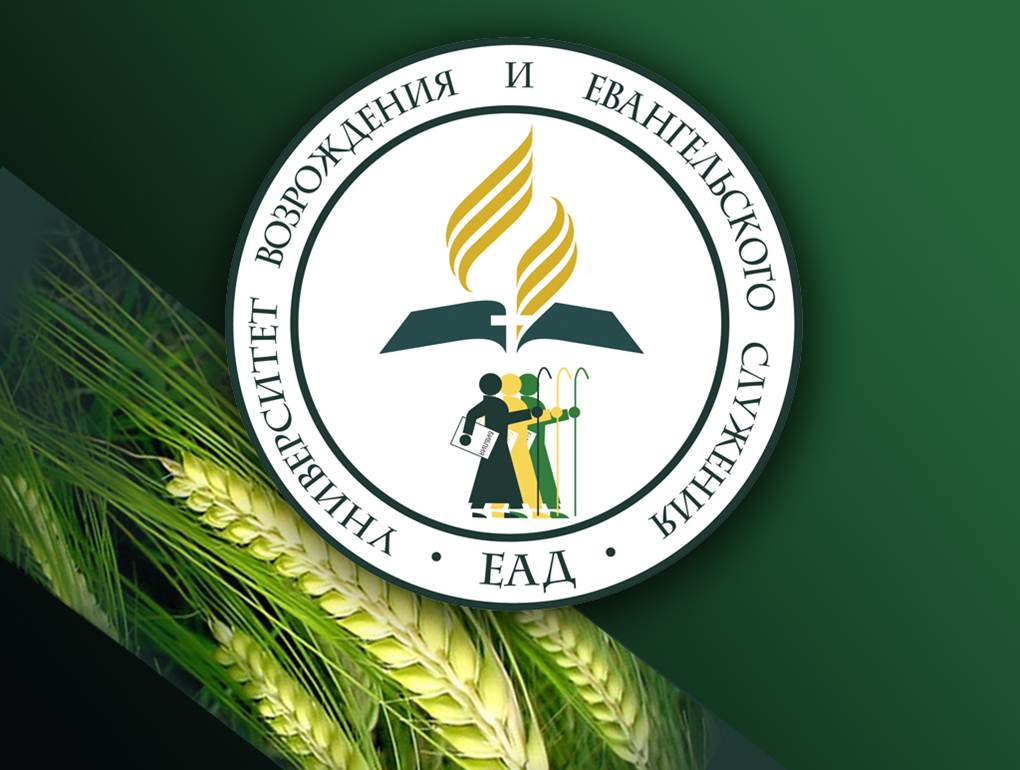 УНИВЕРСИТЕТ ВОЗРОЖДЕНИЯ И ЕВАНГЕЛЬСКОГО СЛУЖЕНИЯ
• ЕАД •